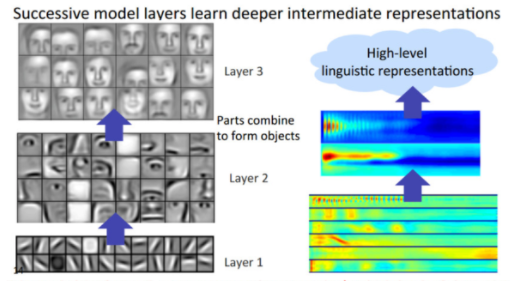 Successive model layers learn deeper intermediate representations
High-level
linguistic representations
Layer 3
Parts combine
to form objects
Layer 2
Layer 1